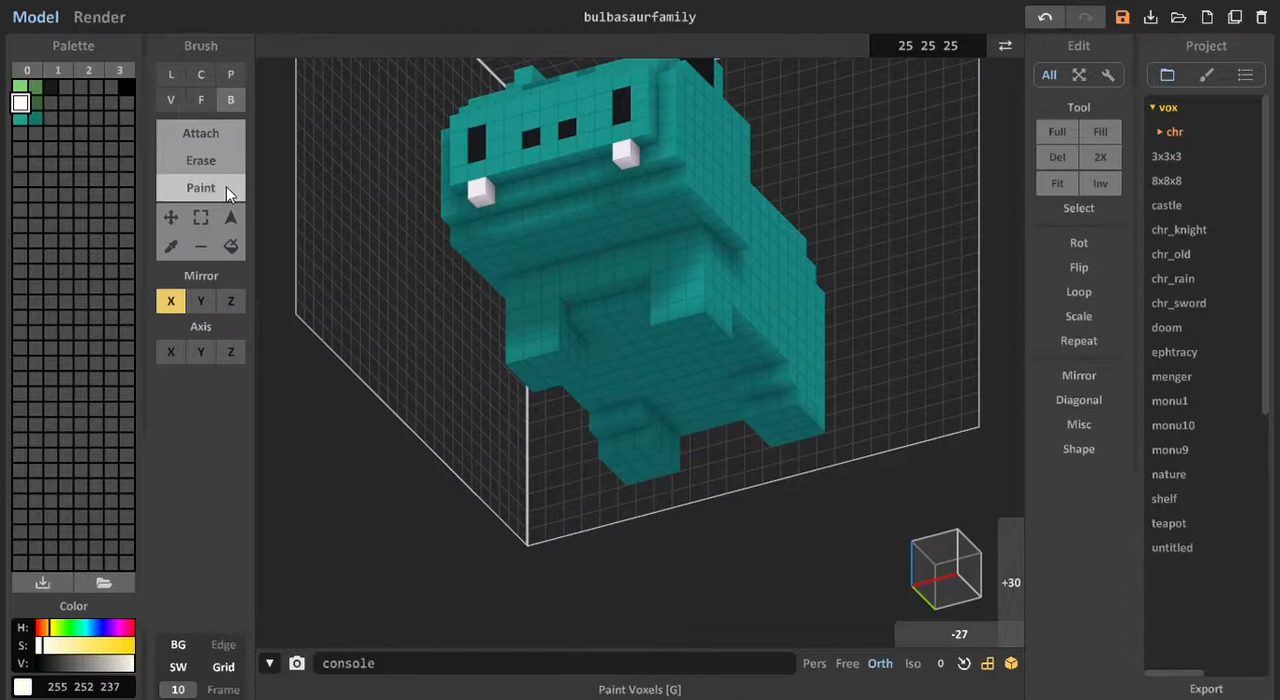 Model Render
bulbasaurfamily
Palette
0 1 2 3
Color
H:
S:
V:
255 252 237
Brush
L C P
V F B
Attach
Erase
Paint
Mirror
X Y Z
Axis
X Y Z
BG Edge
SW Grid
10 Frame
25 25 25
+30
-27
console
Pers Free Orth Iso 0
Paint Voxels [G]
Edit
All
Tool
Full Fill
Del 2X
Fit Inv
Select
Rot
Flip
Loop
Scale
Repeat
Mirror
Diagonal
Misc
Shape
Project
vox
chr
3x3x3
8x8x8
castle
chr_knight
chr_old
chr_rain
chr_sword
doom
ephtracy
menger
monu1
monu10
monu9
nature
shelf
teapot
untitled
Export